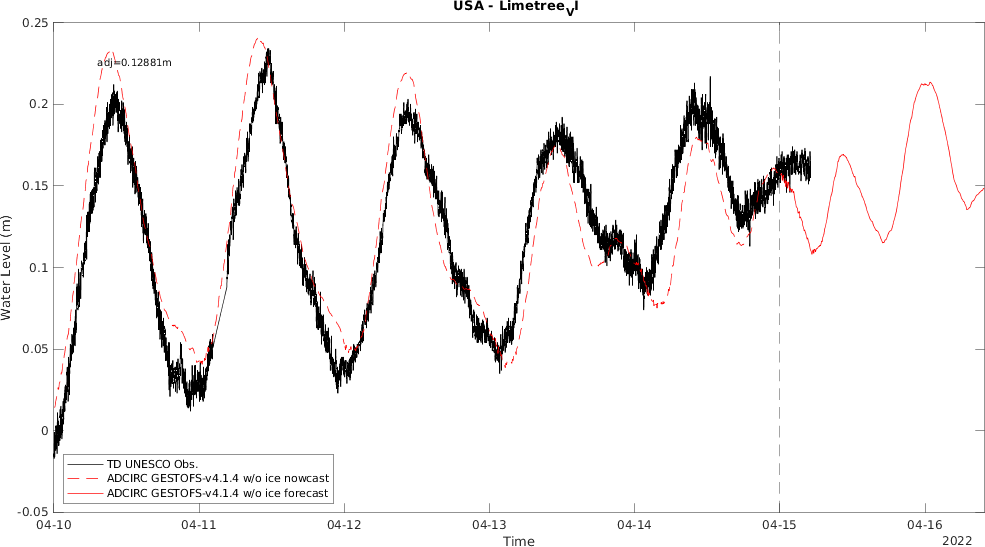 USA - LimetreeVI
0.25
adj=0.12881m
0.2
0.15
0.1
0.05
0
-0.05
Water Level (m)
TD UNESCO Obs.
ADCIRC GESTOFS-v4.1.4 w/o ice nowcast
ADCIRC GESTOFS-v4.1.4 w/o ice forecast
04-10 04-11 04-12 04-13 04-14 04-15 04-16
Time
2022